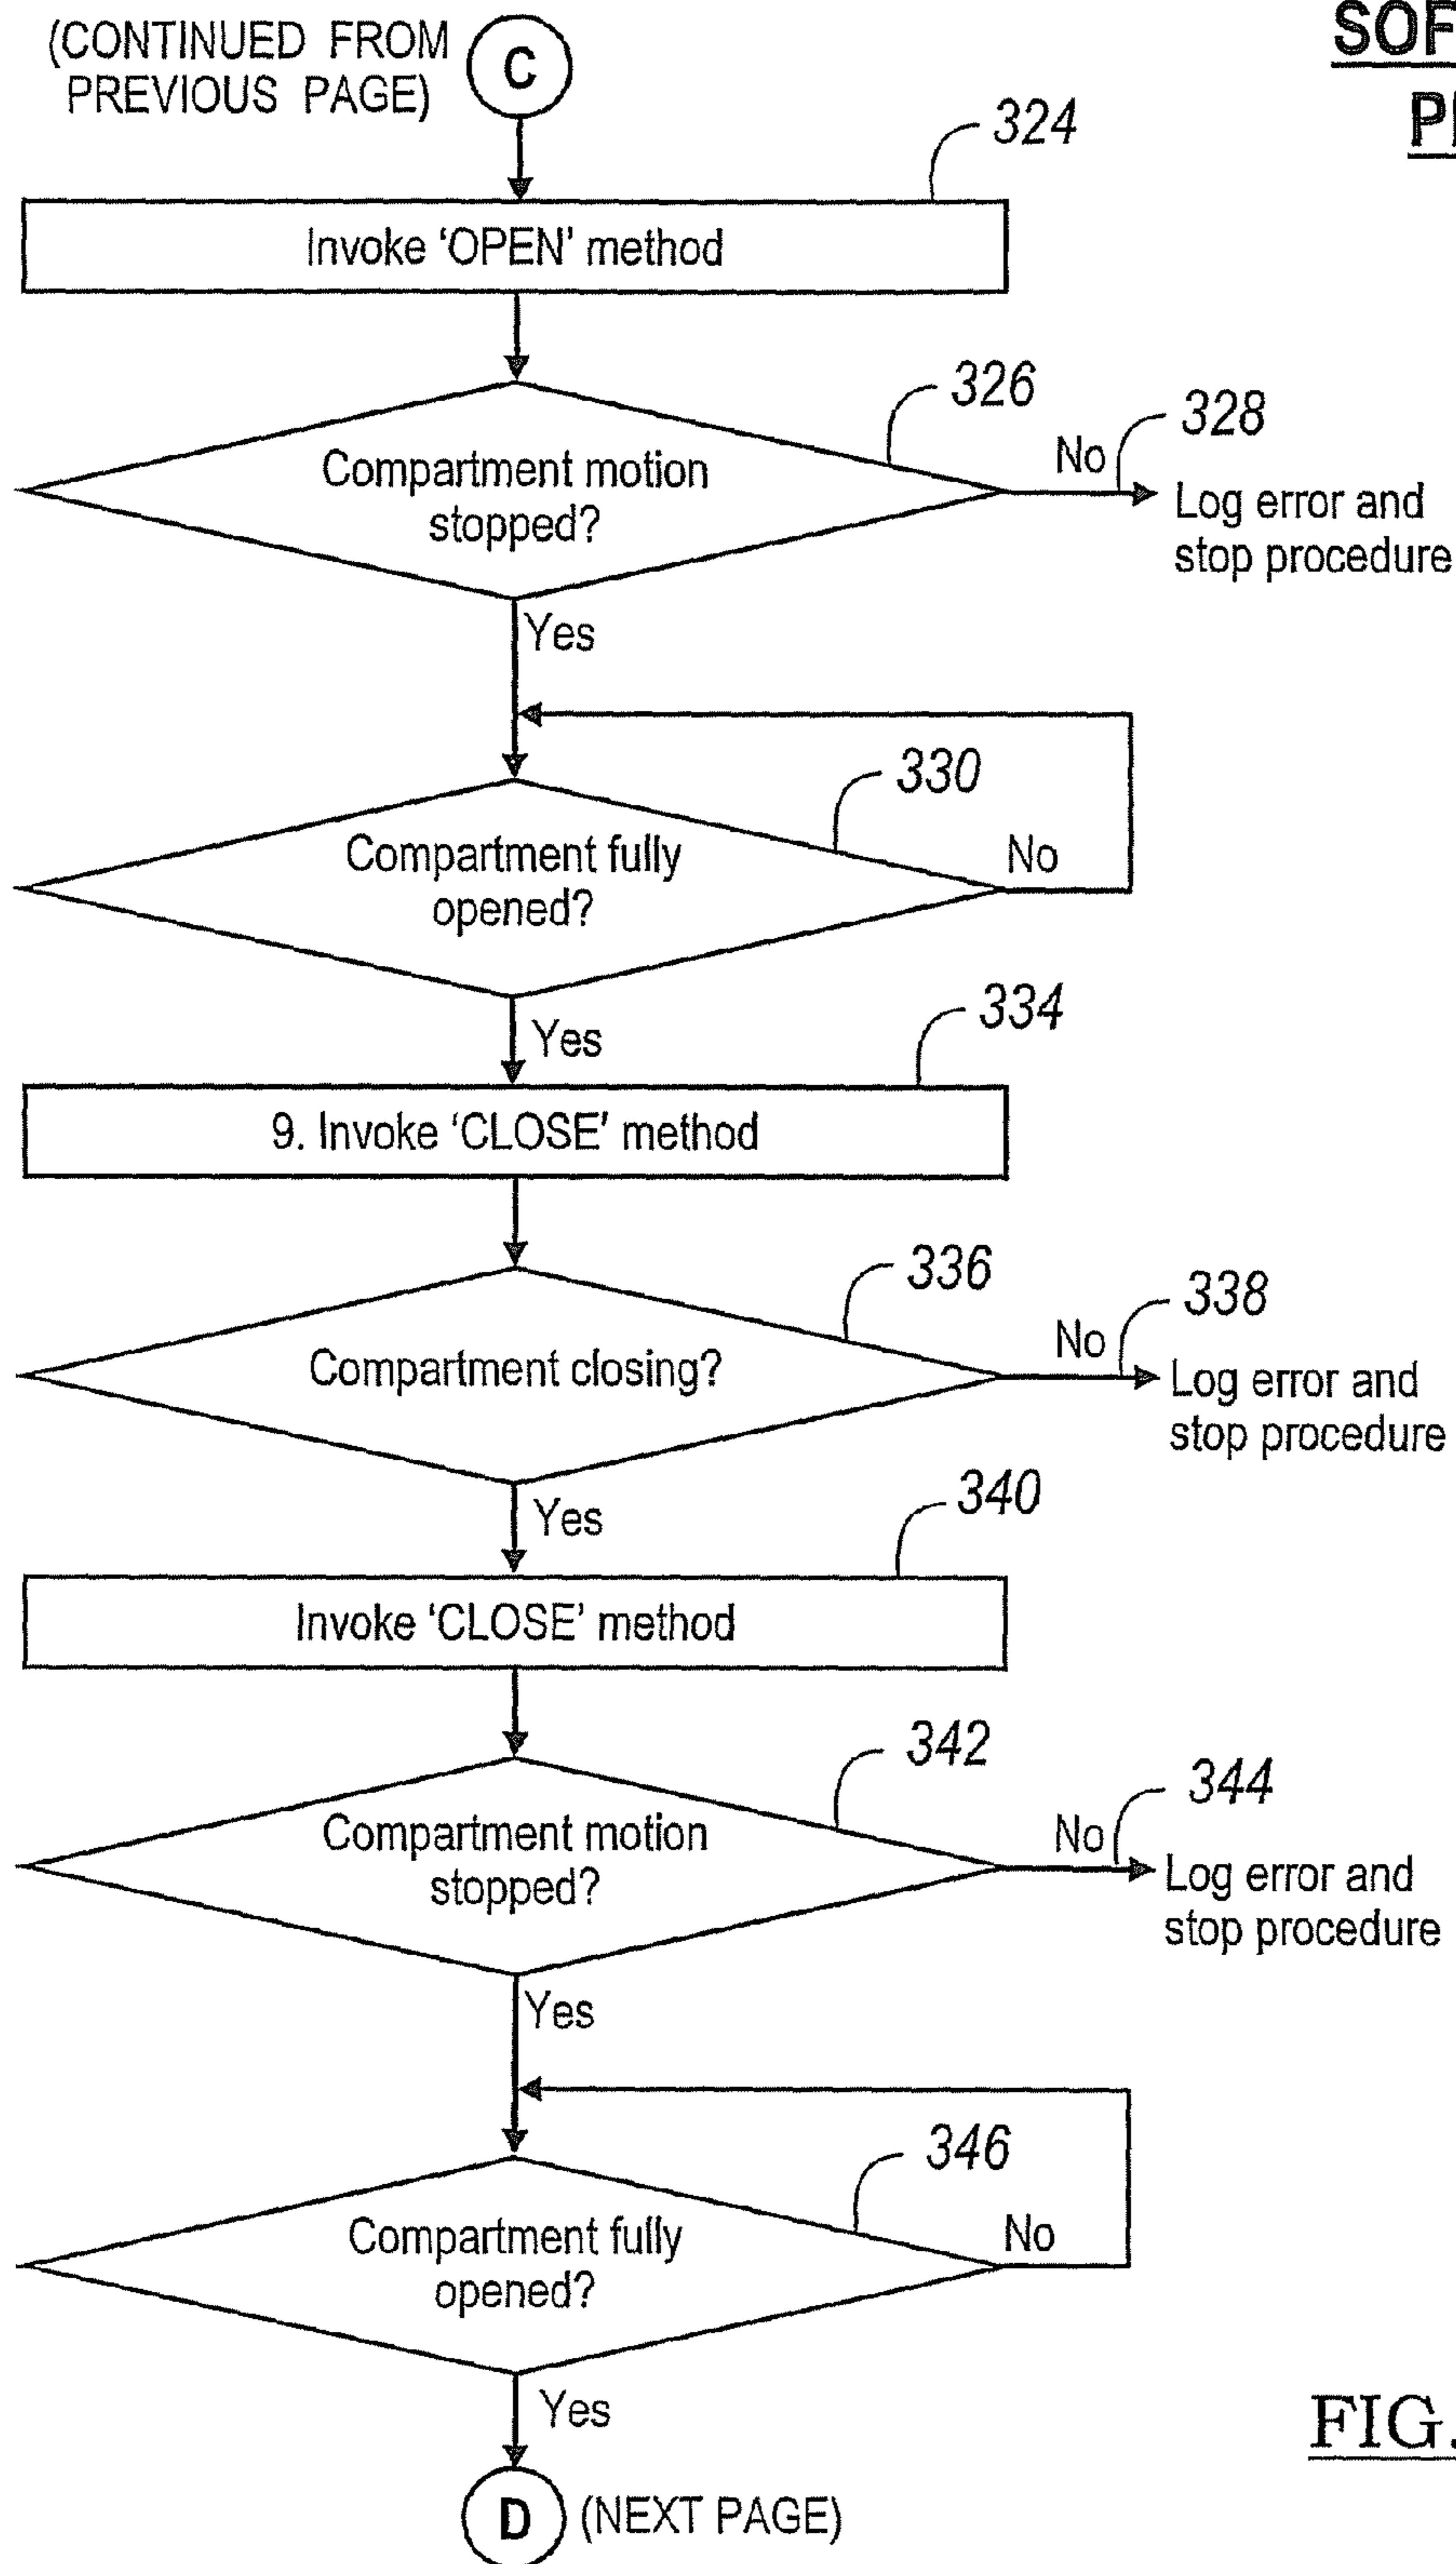 (CONTINUED FROM
PREVIOUS PAGE)
C
324
Invoke ‘OPEN’ method
326
Compartment motion
stopped?
No
328
Log error and
stop procedure
Yes
330
Compartment fully
opened?
No
Yes
334
9. Invoke ‘CLOSE’ method
336
Compartment closing?
No
338
Log error and
stop procedure
Yes
340
Invoke ‘CLOSE’ method
342
Compartment motion
stopped?
No
344
Log error and
stop procedure
Yes
346
Compartment fully
opened?
No
Yes
D
(NEXT PAGE)
FIG.